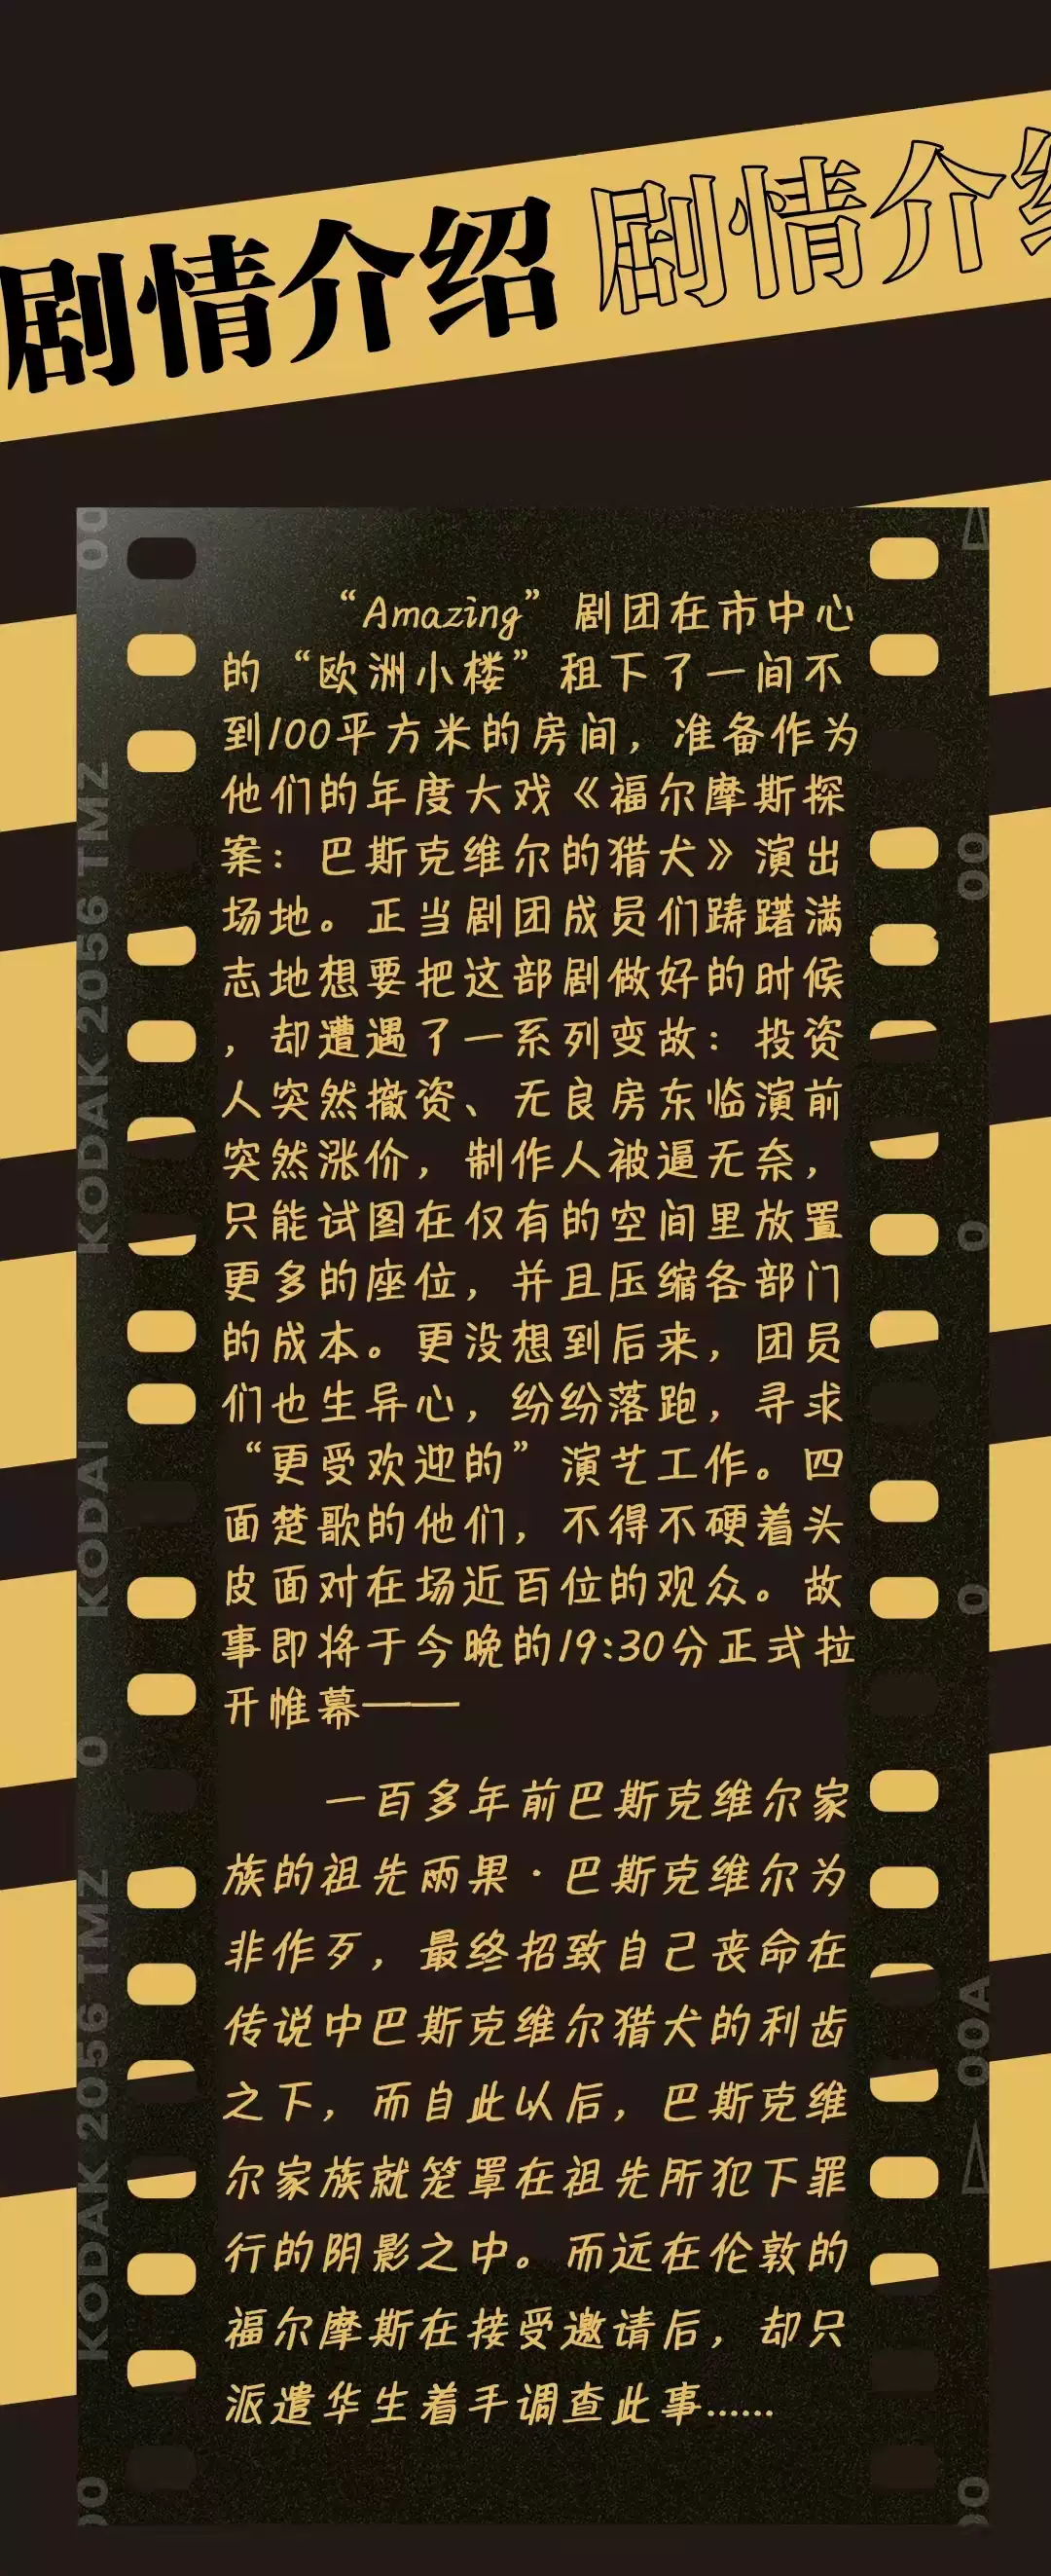 剧情介绍 剧情介绍
“Amazing” 剧团在市中心
的“欧洲小楼”租下了一间不
到100平方米的房间，准备作为
他们的年度大戏《福尔摩斯探
案：巴斯克维尔的猎犬》演出
场地。正当剧团成员们踌躇满
志地想要把这部剧做好的时候
，却遭遇了一系列变故：投资
人突然撤资、无良房东临演前
突然涨价，制作人被逼无奈，
只能试图在仅有的空间里放置
更多的座位，并且压缩各部门
的成本。更没想到后来，团员
们也生异心，纷纷落跑，寻求
“更受欢迎的”演艺工作。四
面楚歌的他们，不得不硬着头
皮面对在场近百位的观众。故
事即将于今晚的19:30分正式拉
开帷幕——
一百多年前巴斯克维尔家
族的祖先雨果·巴斯克维尔为
非作歹，最终招致自己丧命在
传说中巴斯克维尔猎犬的利齿
之下，而自此以后，巴斯克维
尔家族就笼罩在祖先所犯下罪
行的阴影之中。而远在伦敦的
福尔摩斯在接受邀请后，却只
派遣华生着手调查此事……
00
KODAK 2056 TMZ
KODAI
0
KODAK 2056 TMZ
00
00
0
0
00A
00